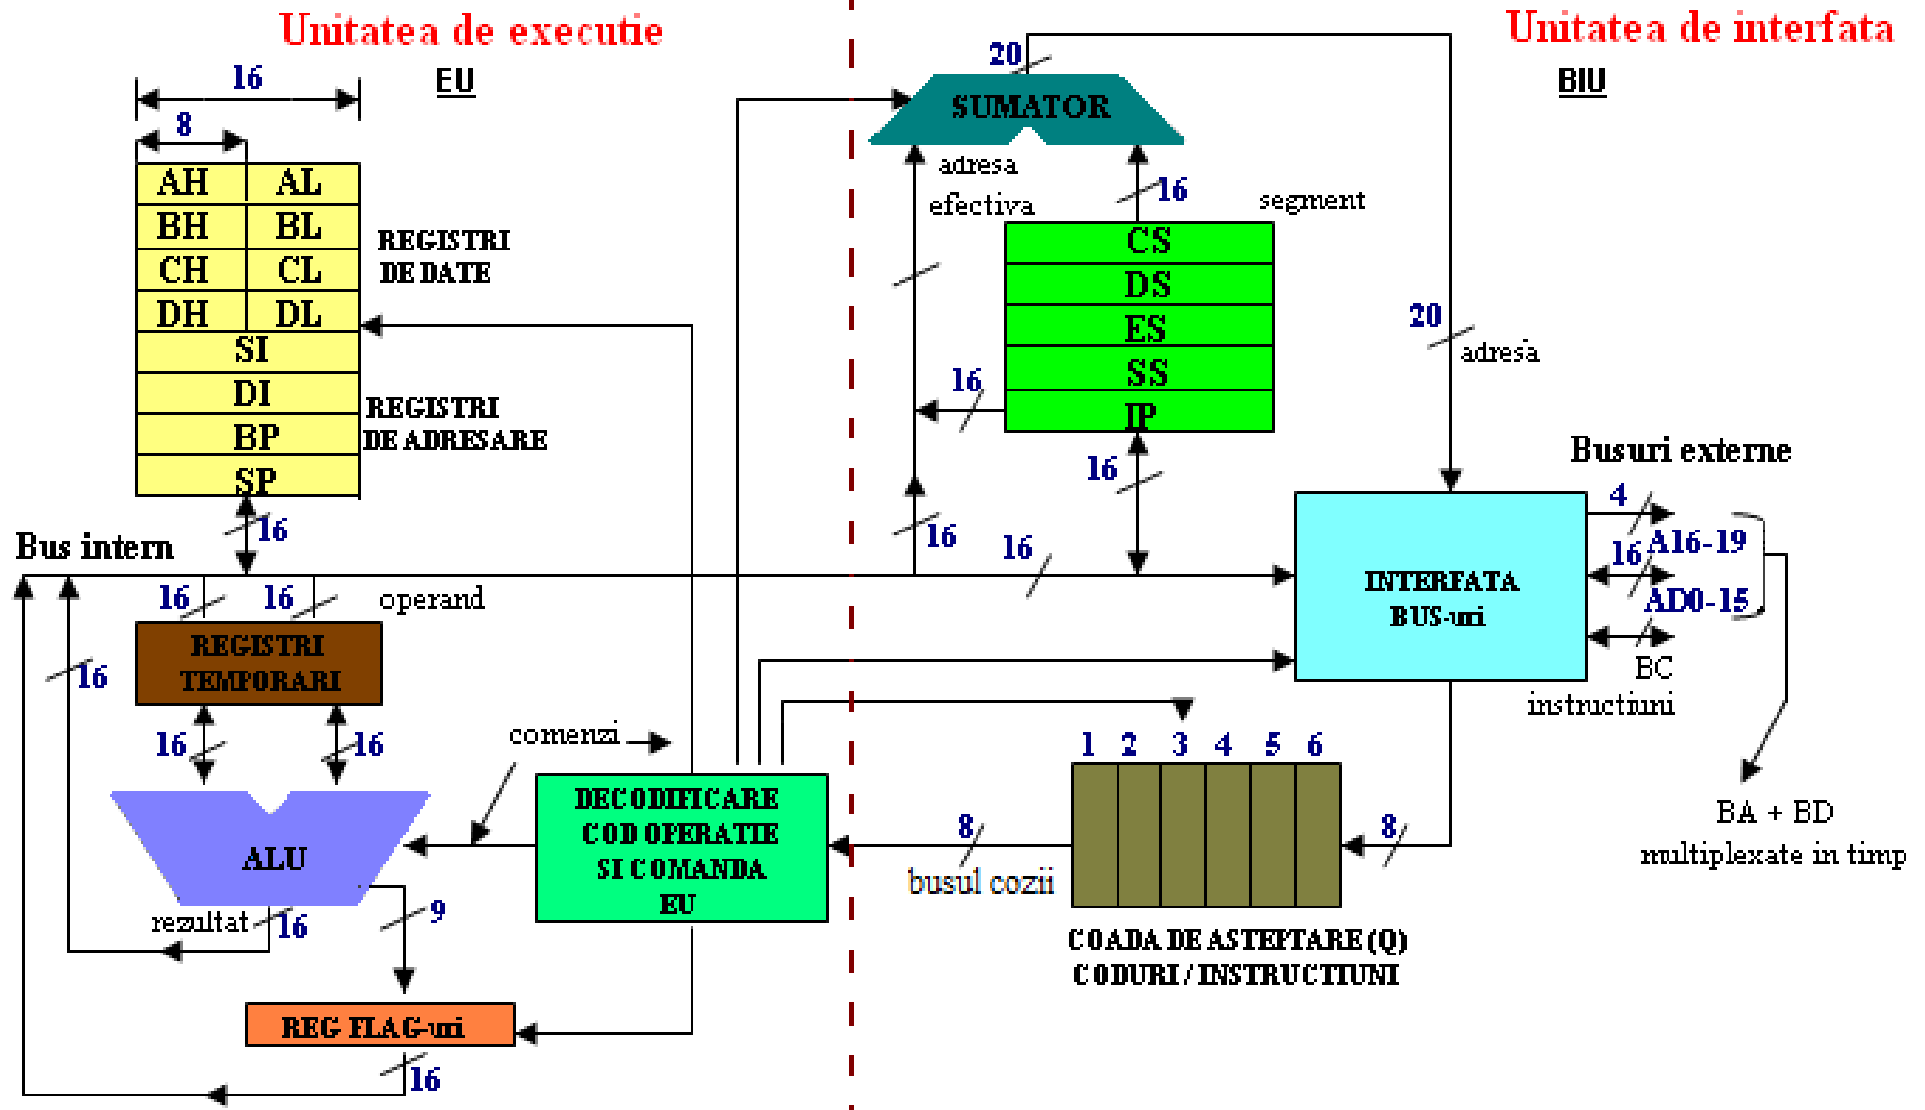 Unitatea de executie
EU
16
8
AH AL
BH BL
CH CL
DH DL
SI
DI
BP
SP
REGISTRI
DE DATE
REGISTRI
DE ADRESARE
16
Bus intern
16 16 operand
REGISTRI
TEMPORARI
16
16 16
comenzi
ALU
rezultat
16
9
DECODIFICARE
COD OPERATIE
SI COMANDA
EU
REG FLAG-uri
16
Unitatea de interfata
BIU
20
SUMATOR
adresa
efectiva
16
segment
CS
DS
ES
SS
IP
16
16
16
16
20
adresa
Busuri externe
4
A16-19
16
AD0-15
BC
instructiuni
INTERFATA
BUS-uri
BA + BD
multiplexate in timp
1 2 3 4 5 6
8
busul cozii
8
COADA DE ASTEPTARE (Q)
CODURI / INSTRUCTIUNI